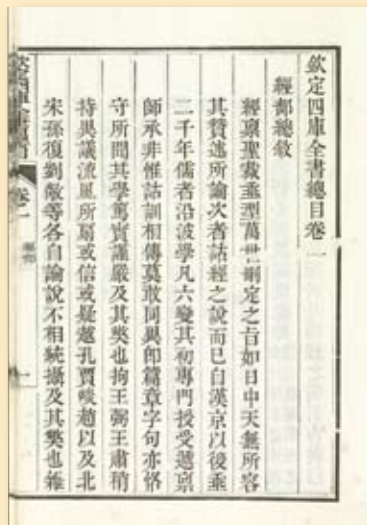 欽定四庫全書總目卷一
經部總敘
經稟聖裁垂型萬世刪定之旨如日中天無所容
其贊述所論次者詁經之說而已自漢京以後垂
二千年儒者沿波學凡六變其初專門授受遞稟
師承非惟詁訓相傳莫敢同異即篇章字句亦恪
守所聞其學篤實謹嚴及其弊也拘王弼王肅稍
持異議流風所扇或信或疑越孔賈啖趙以及北
宋孫復劉敞等各自論說不相統攝及其弊也雜
卷一
經部
一